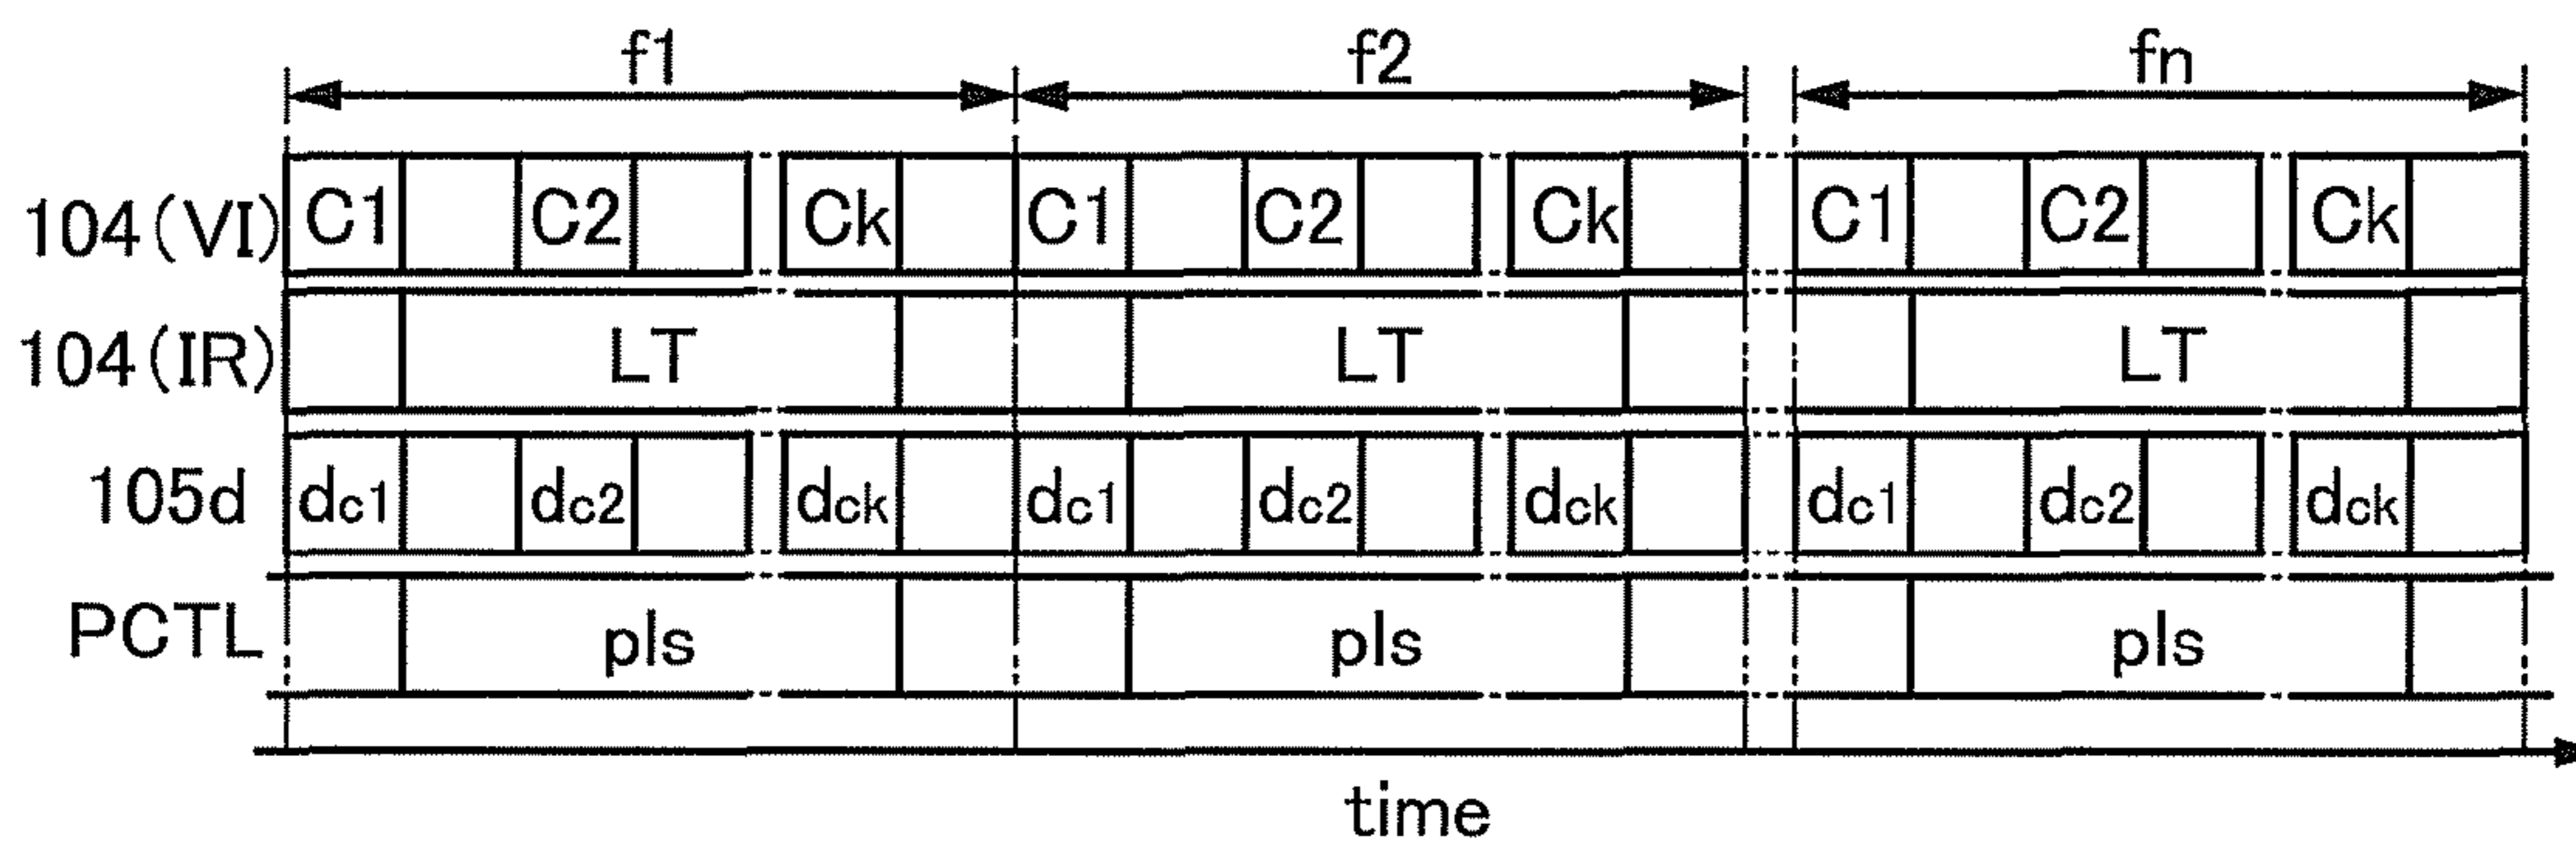 f1 f2 fn
104(VI) C1 C2 Ck C1 C2 Ck C1 C2 Ck
104(IR) LT LT LT
105d dc1 dc2 dck dc1 dc2 dck dc1 dc2 dck
PCTL pls pls pls
time